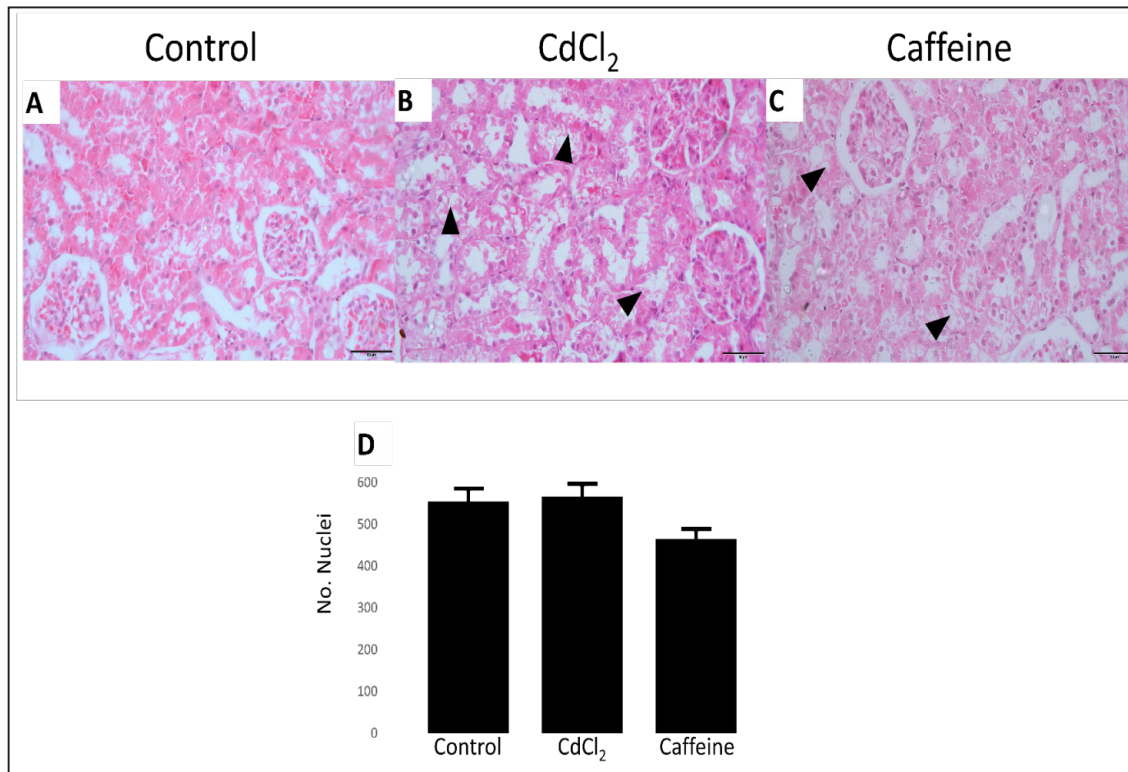 Control
CdCl₂
Caffeine
A
B
C
D
600
500
400
300
200
100
0
No. Nuclei
Control
CdCl₂
Caffeine